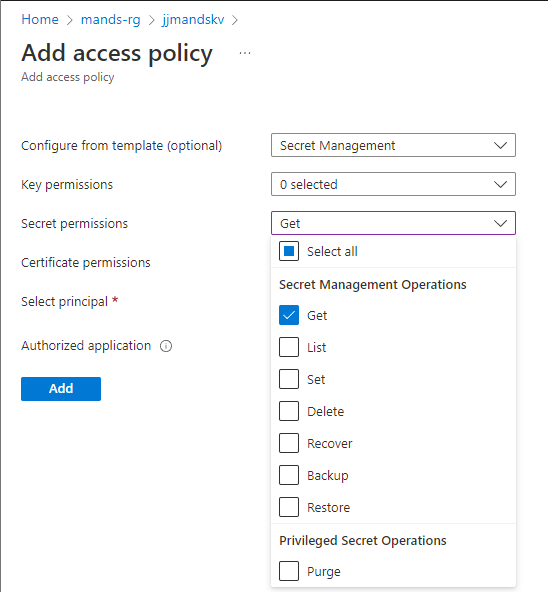 Home > mands-rg > jjmandskv >
Add access policy ...
Add access policy
Configure from template (optional) Secret Management
Key permissions 0 selected
Secret permissions Get
Select all
Certificate permissions
Secret Management Operations
Select principal *
Get
Authorized application
List
Set
Add
Delete
Recover
Backup
Restore
Privileged Secret Operations
Purge